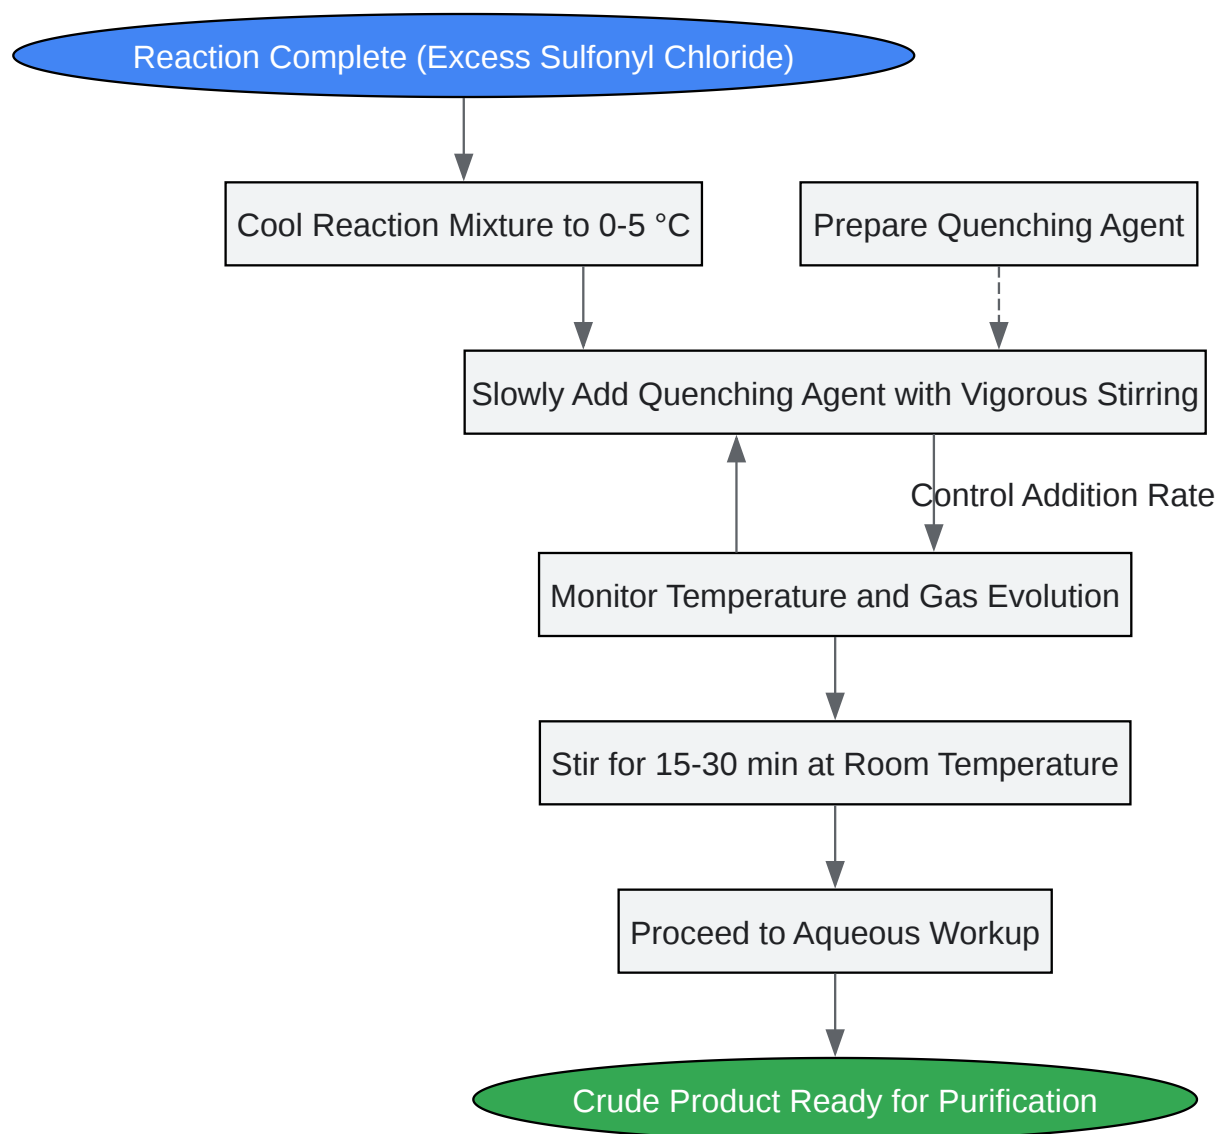 Reaction Complete (Excess Sulfonyl Chloride)
Cool Reaction Mixture to 0-5 °C
Prepare Quenching Agent
Slowly Add Quenching Agent with Vigorous Stirring
Control Addition Rate
Monitor Temperature and Gas Evolution
Stir for 15-30 min at Room Temperature
Proceed to Aqueous Workup
Crude Product Ready for Purification